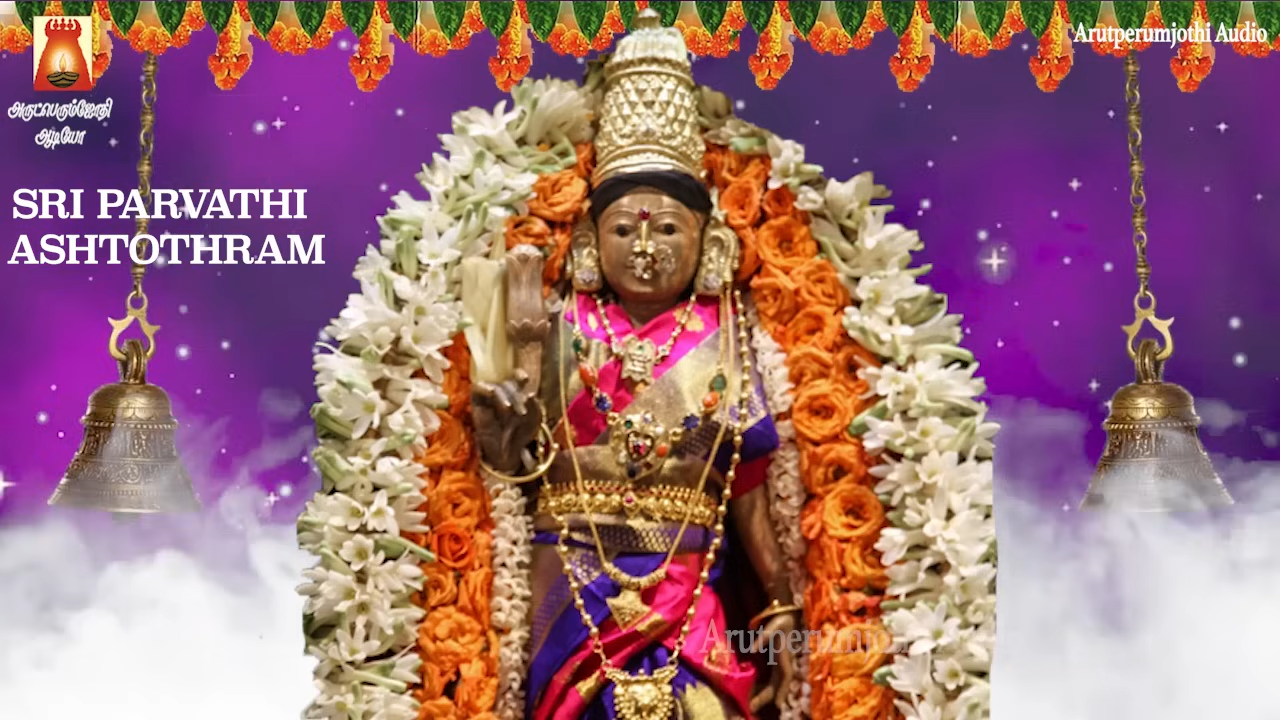 Arutperumjothi Audio
அருட்பெரும்ஜோதி
ஆடியோ
SRI PARVATHI
ASHTOTHRAM
Arutperumjothi